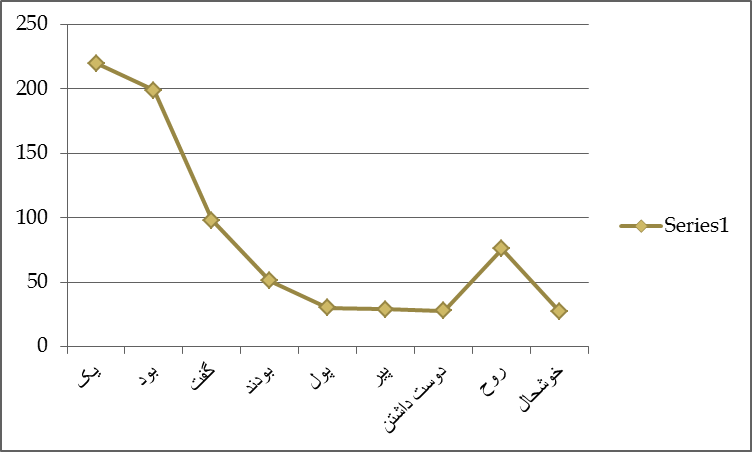 250
200
150
100
50
0
یک
بود
گفت
بودند
پول
پیر
دوست داشتن
روح
خوشحال
Series1